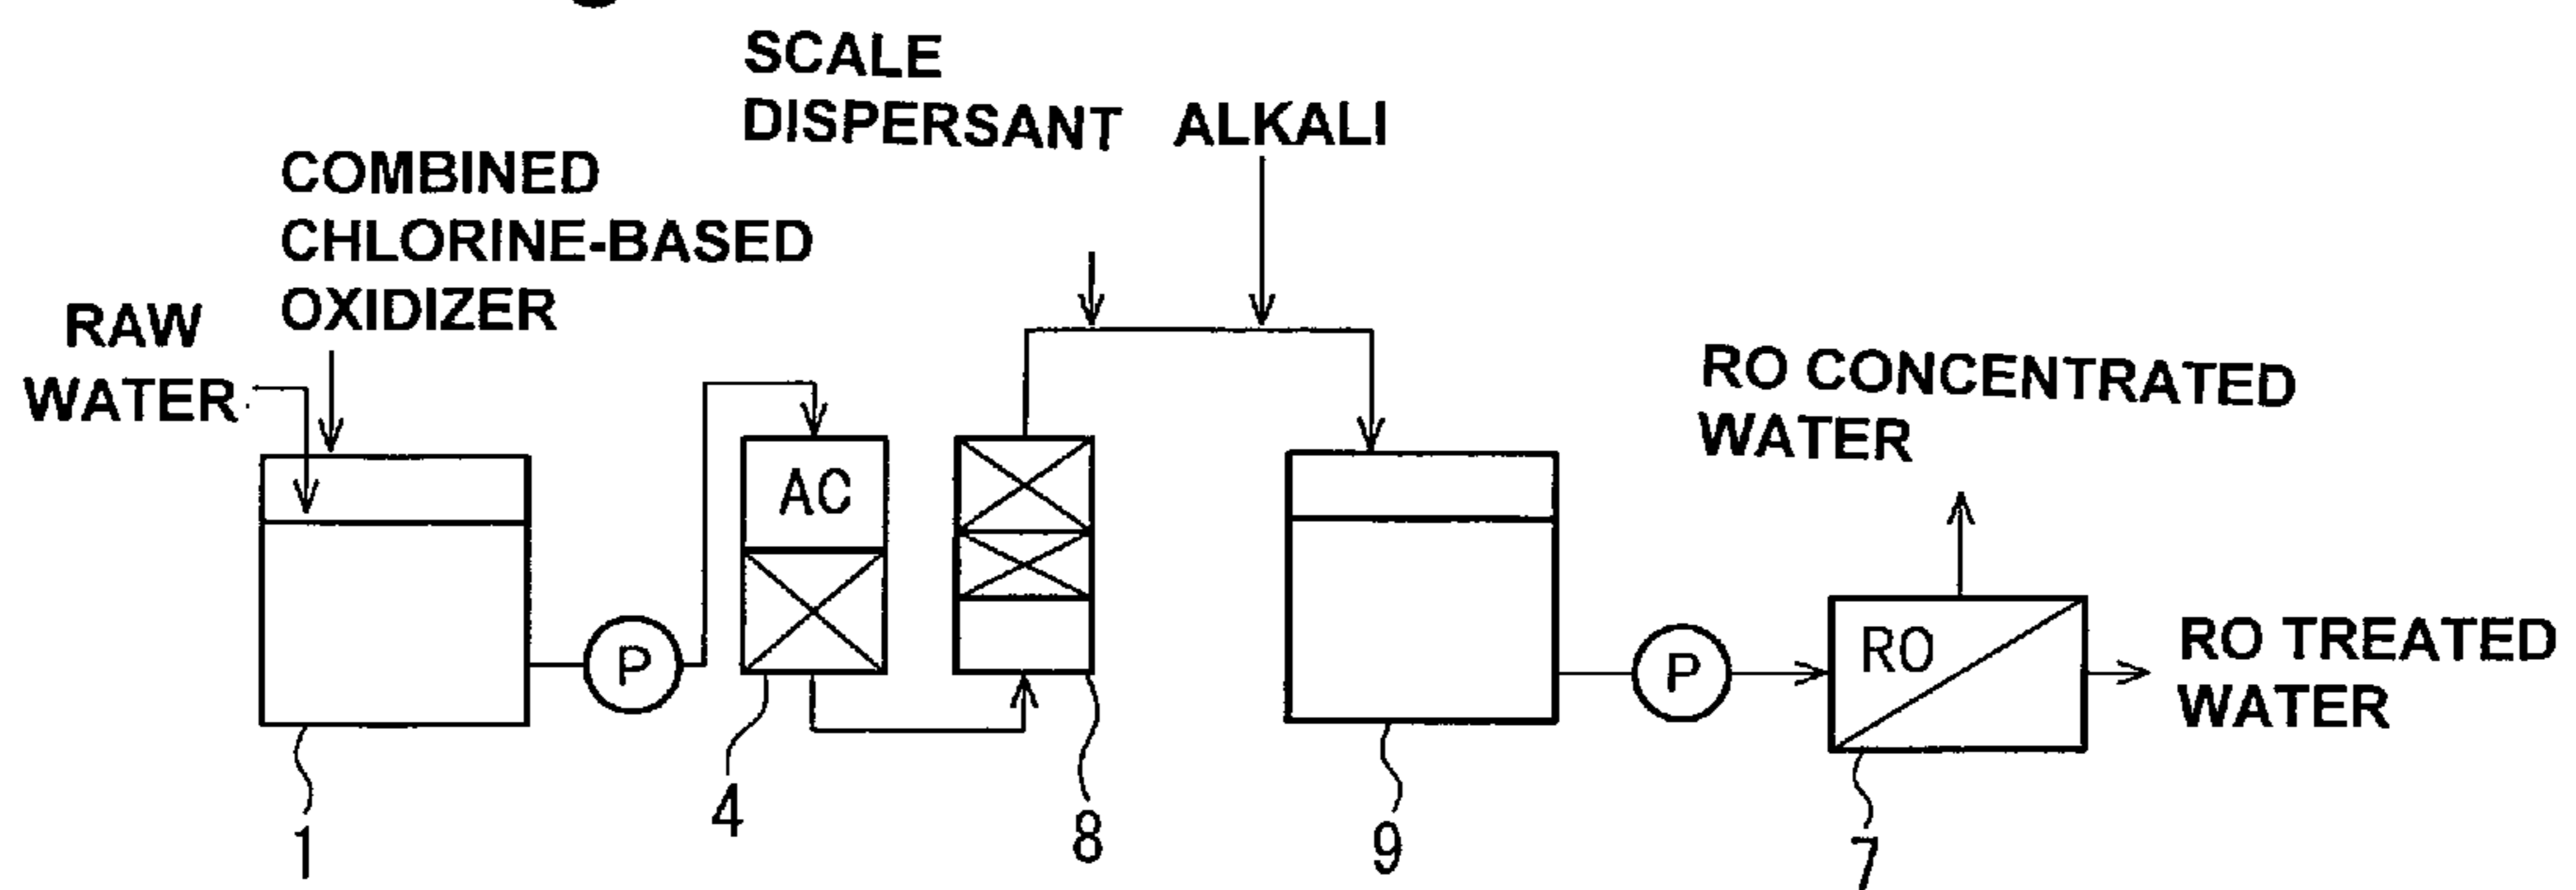 SCALE
DISPERSANT
ALKALI
COMBINED
CHLORINE-BASED
OXIDIZER
RAW
WATER
RO CONCENTRATED
WATER
AC
P
P
RO
RO TREATED
WATER
1
4
8
9
7